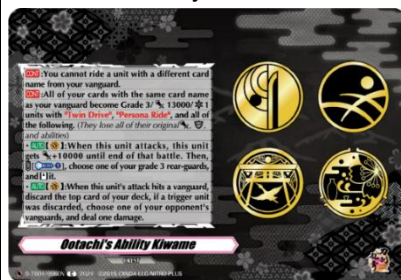 CONT :You cannot ride a unit with a different card
name from your vanguard.
CONT :All of your cards with the same card name
as your vanguard become Grade 3/ 13000/ 1
units with "Twin Drive", "Persona Ride", and all of
the following. (They lose all of their original
and abilities)
・AUTO [ ]:When this unit attacks, this unit
gets +10000 until end of that battle. Then,
choose one of your grade 3 rear-guards,
and it.
・AUTO [ ]:When this unit's attack hits a vanguard,
discard the top card of your deck, if a trigger unit
was discarded, choose one of your opponent's
vanguards, and deal one damage.
Ootachi's Ability Kiwame